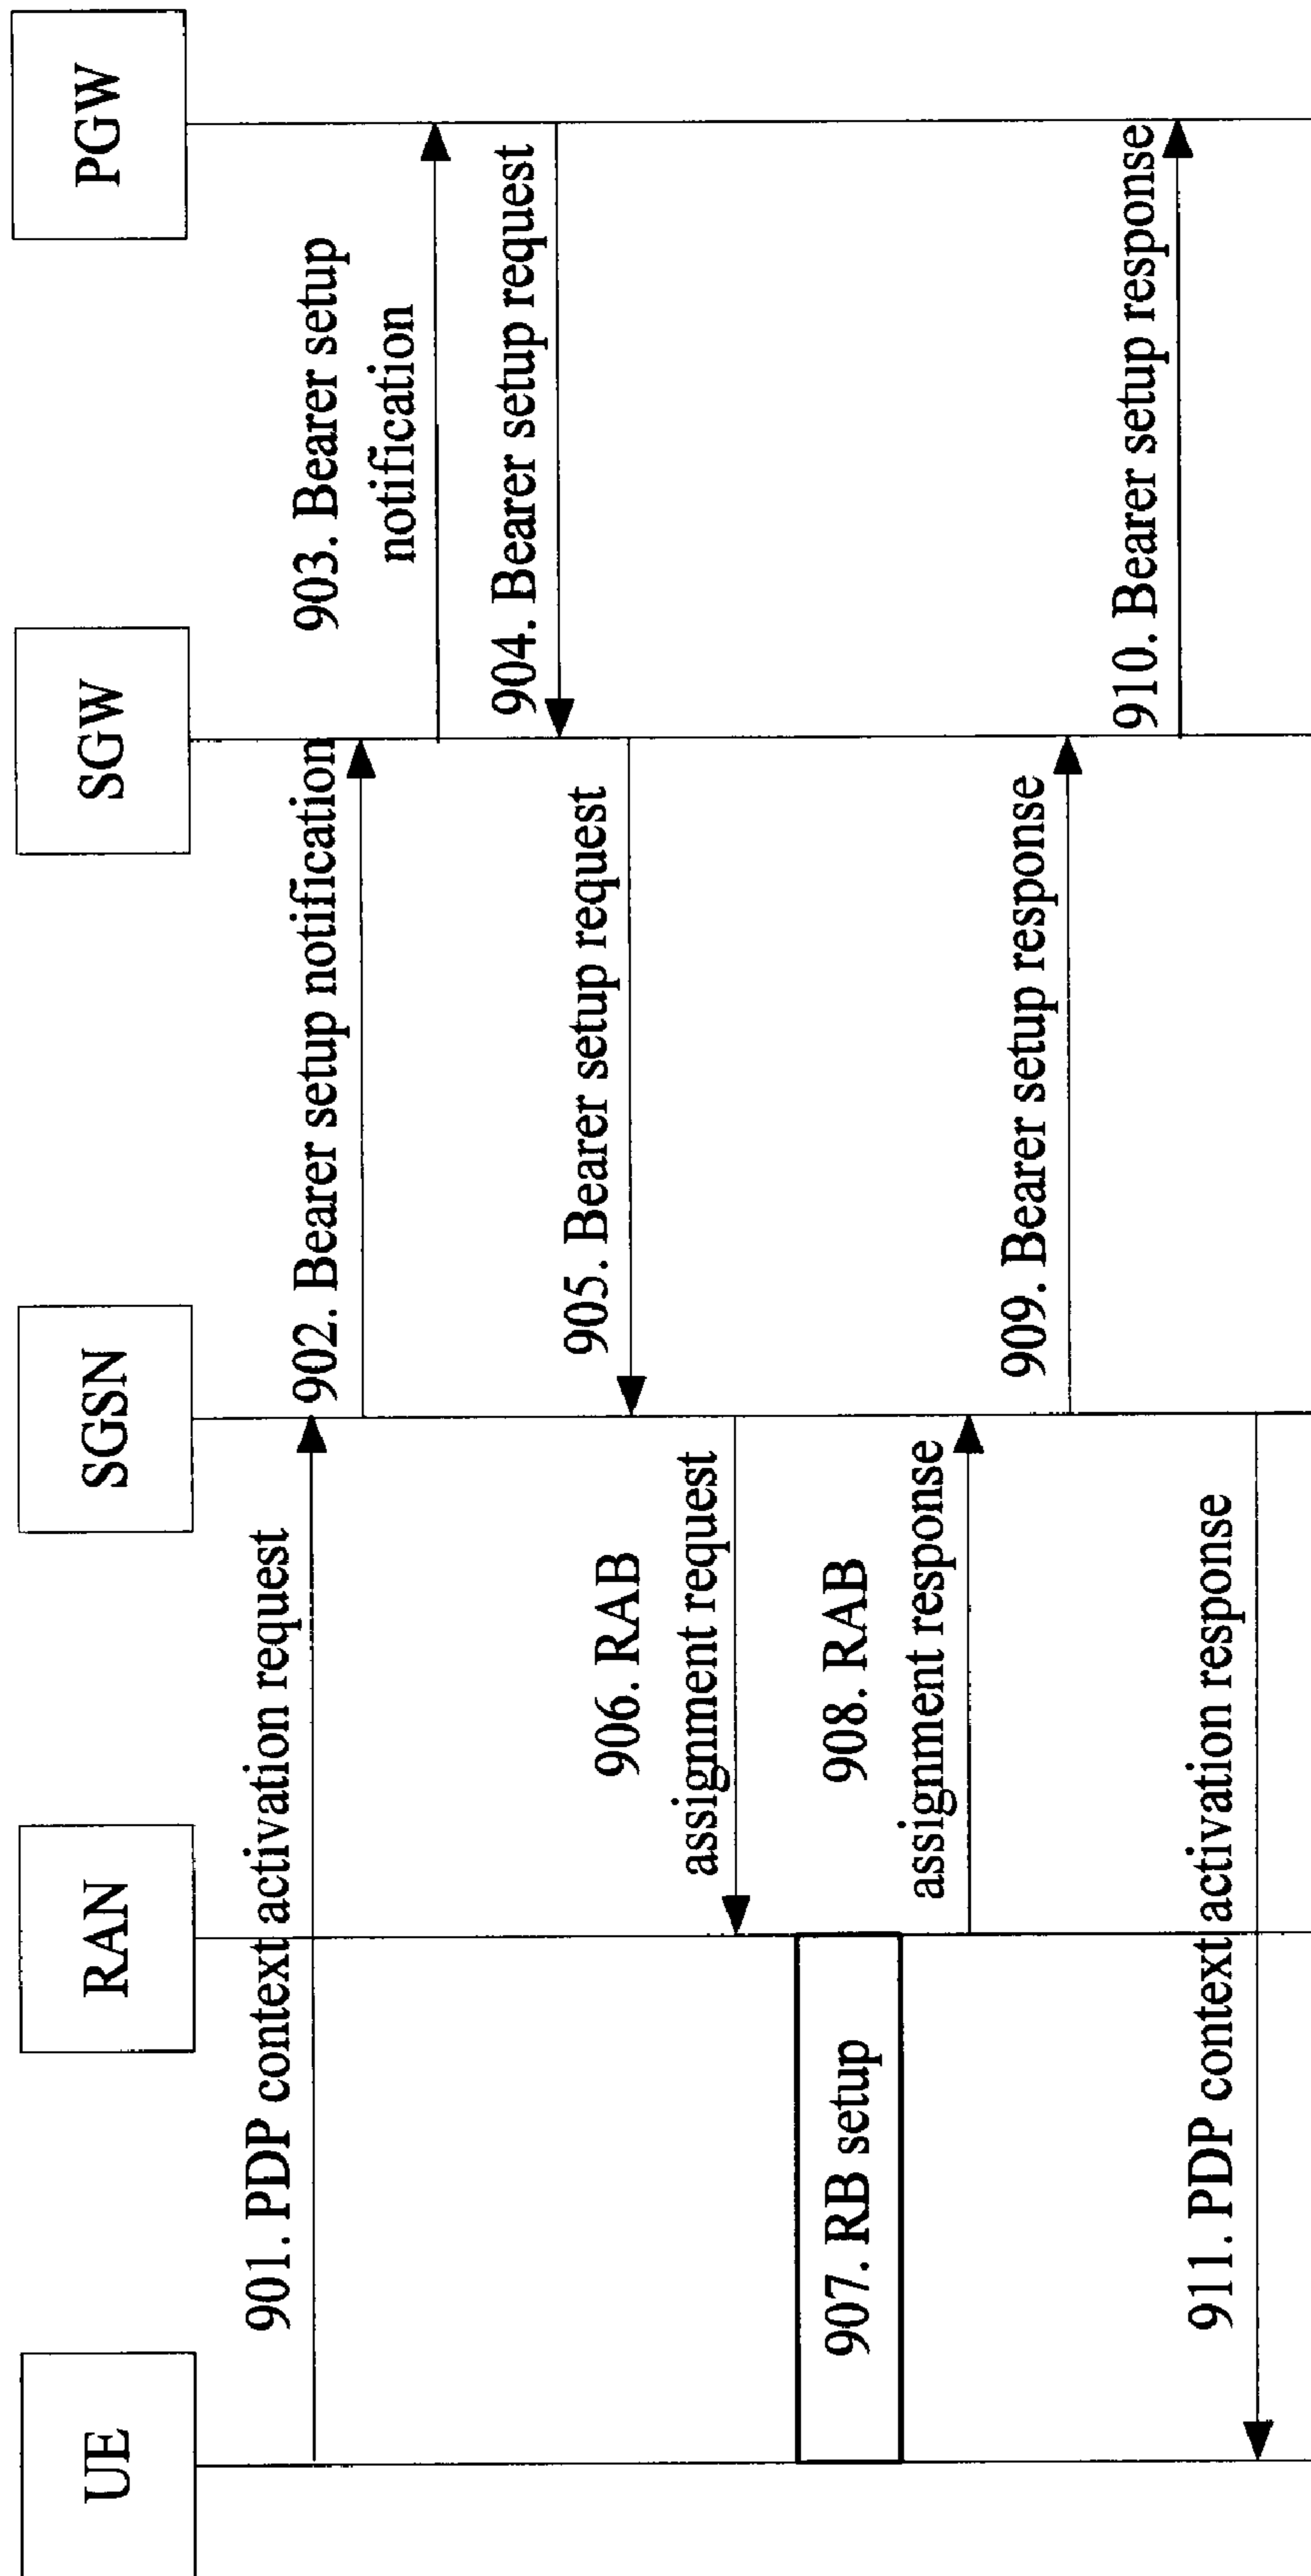 UE
RAN
SGSN
SGW
PGW
901. PDP context activation request
902. Bearer setup notification
903. Bearer setup
notification
904. Bearer setup request
905. Bearer setup request
906. RAB
assignment request
907. RB setup
908. RAB
assignment response
909. Bearer setup response
910. Bearer setup response
911. PDP context activation response